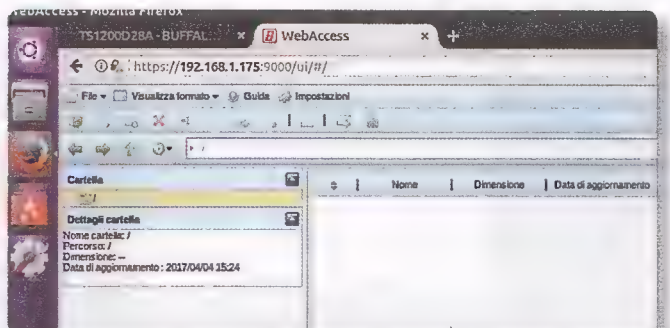 WebAccess - Mozilla Firefox
TS1200D28A - BUFFAL... × WebAccess × +
https://192.168.1.175:9000/ui/#/
File Visualizza formato Guida Impostazioni
Cartella
/
Nome Dimensione Data di aggiornamento
Dettagli cartella
Nome cartella: /
Percorso: /
Dimensione: --
Data di aggiornamento : 2017/04/04 15:24